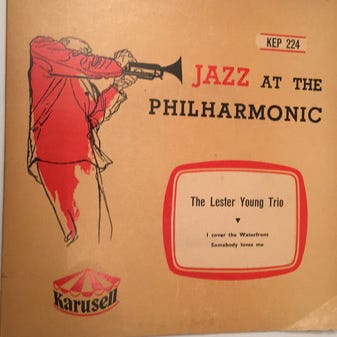 KEP 224
JAZZ AT THE
PHILHARMONIC
The Lester Young Trio
I cover the Waterfront
Somebody loves me
Karusell